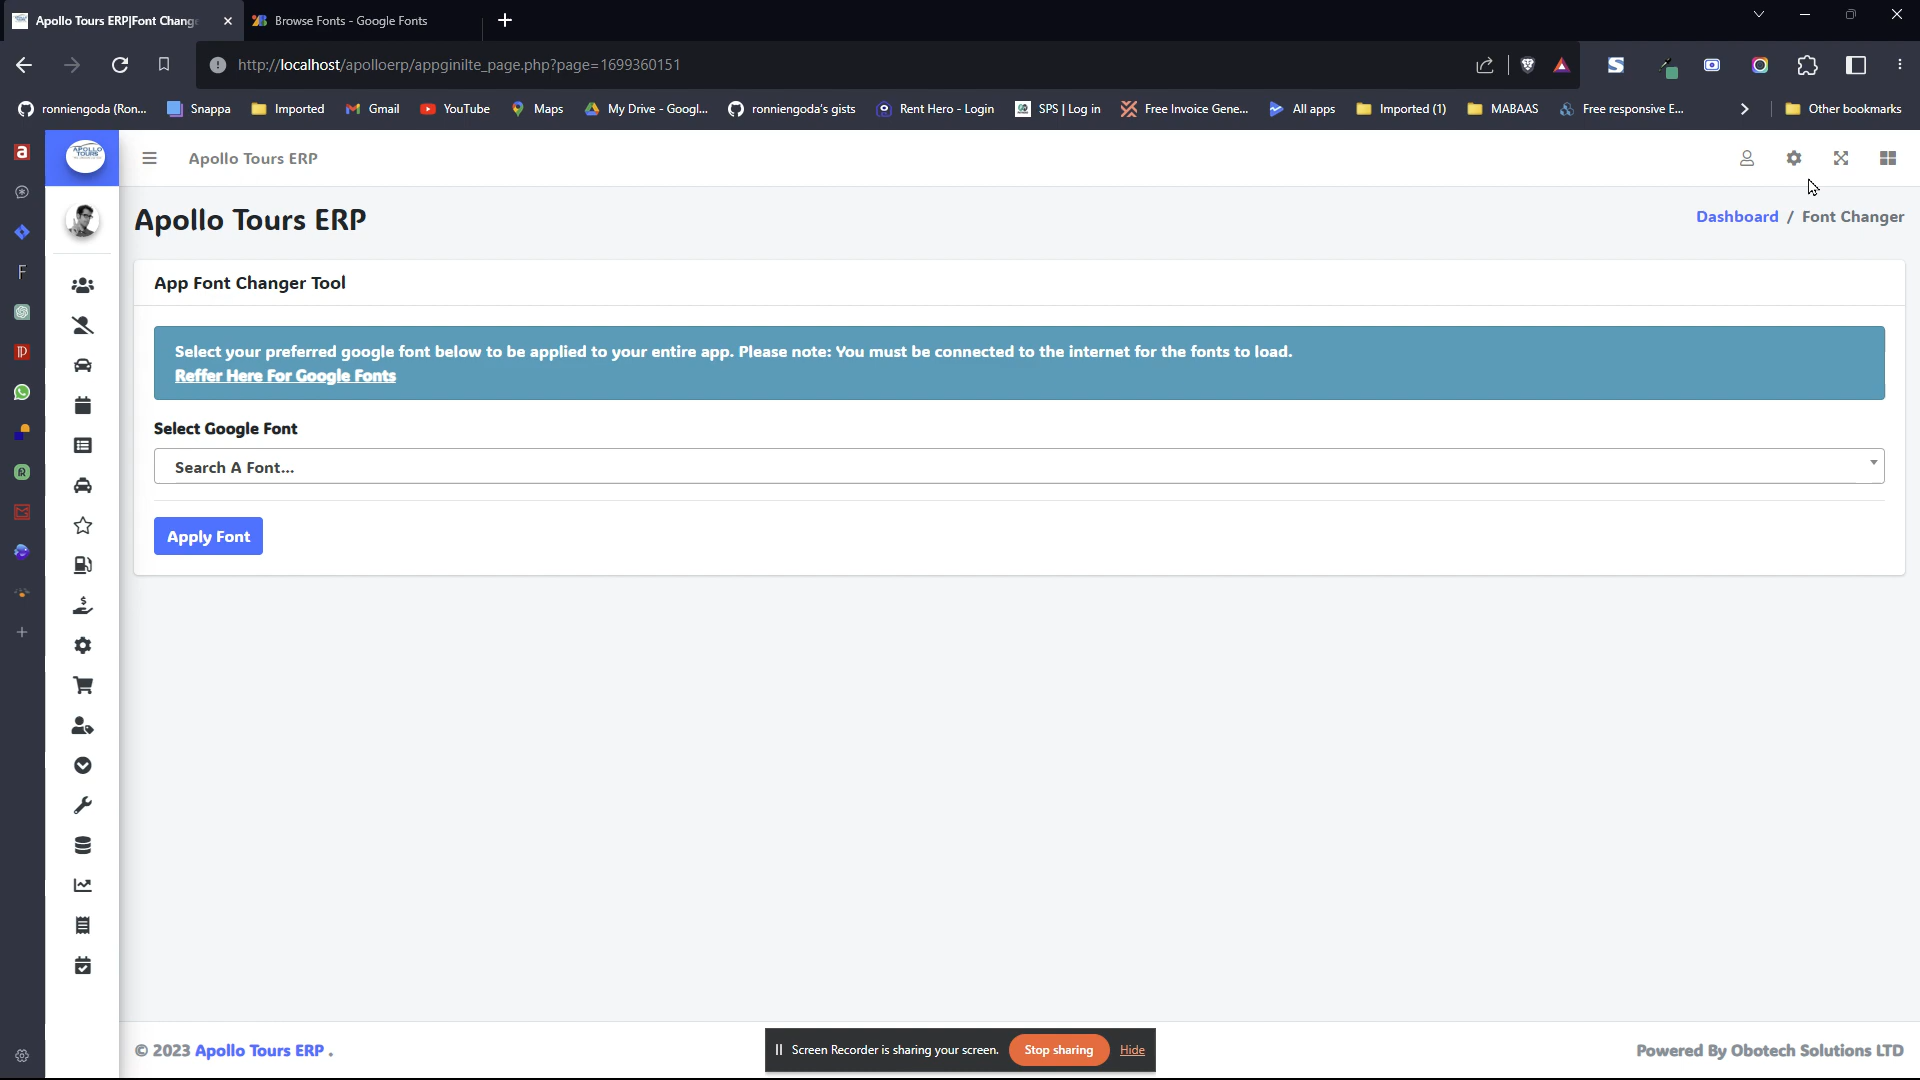 Apollo Tours ERP|Font Chang
Browse Fonts - Google Fonts
http://localhost/apolloerp/appginilte_page.php?page=1699360151
ronniengoda (Ron...
Snappa
Imported
Gmail
YouTube
Maps
My Drive - Googl...
ronniengoda's gists
Rent Hero - Login
SPS | Log in
Free Invoice Gene...
All apps
Imported (1)
MABAAS
Free responsive E...
Other bookmarks
APOLLO
TOURS
Apollo Tours ERP
Apollo Tours ERP
Dashboard / Font Changer
App Font Changer Tool
Select your preferred google font below to be applied to your entire app. Please note: You must be connected to the internet for the fonts to load.
Reffer Here For Google Fonts
Select Google Font
Search A Font...
Apply Font
© 2023 Apollo Tours ERP .
Screen Recorder is sharing your screen.
Stop sharing
Hide
Powered By Obotech Solutions LTD